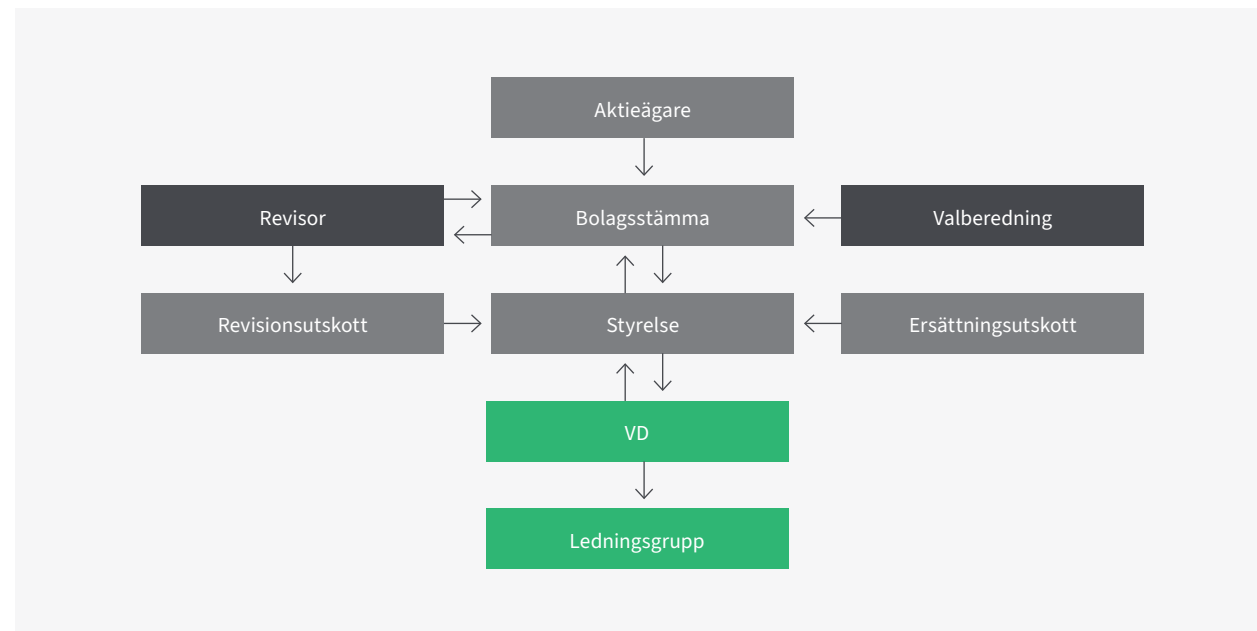 Aktieägare
Revisor
Bolagsstämma
Valberedning
Revisionsutskott
Styrelse
Ersättningsutskott
VD
Ledningsgrupp